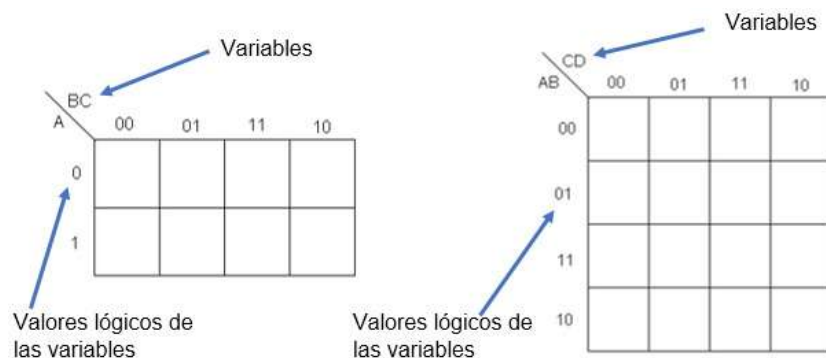 Variables
BC
A
00 01 11 10
0
1
Valores lógicos de
las variables
Variables
CD
AB
00 01 11 10
00
01
11
10
Valores lógicos de
las variables